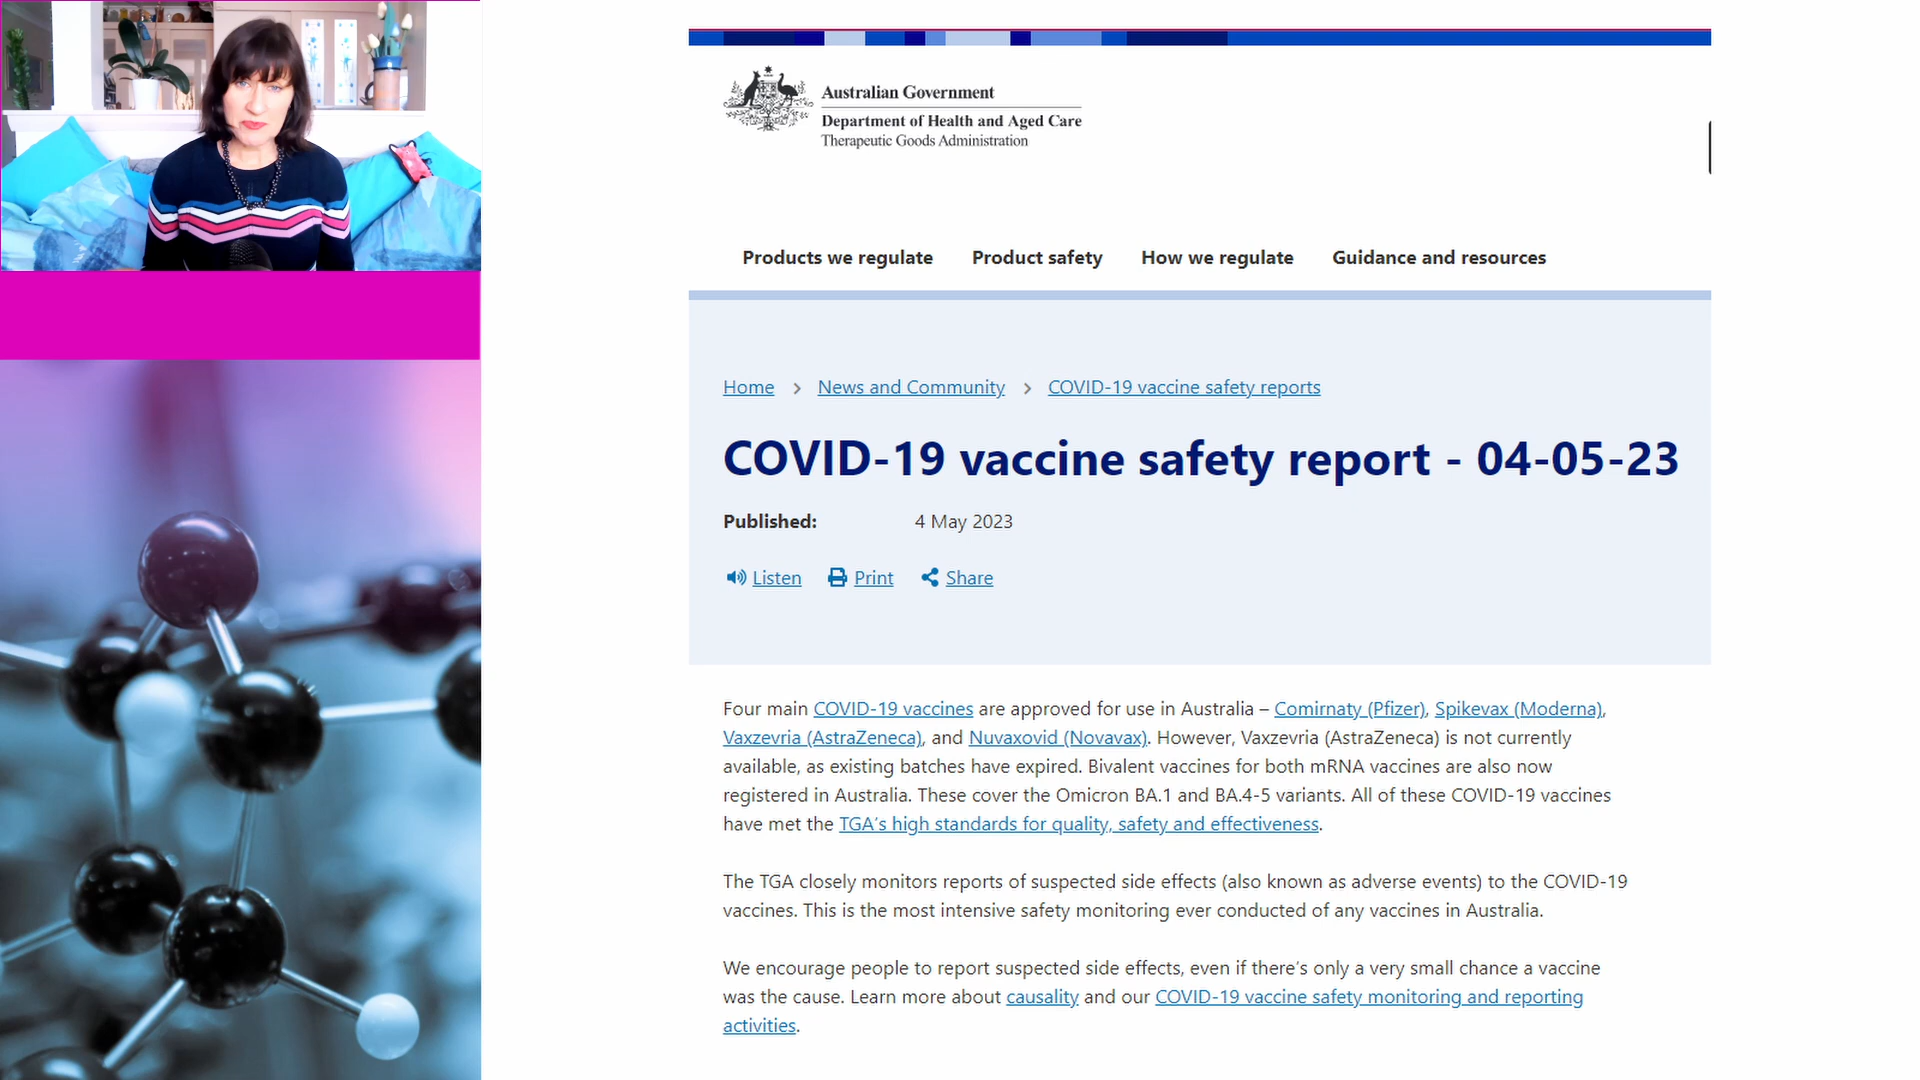 Australian Government
Department of Health and Aged Care
Therapeutic Goods Administration
Products we regulate Product safety How we regulate Guidance and resources
Home > News and Community > COVID-19 vaccine safety reports
COVID-19 vaccine safety report - 04-05-23
Published: 4 May 2023
Listen Print Share
Four main COVID-19 vaccines are approved for use in Australia – Comirnaty (Pfizer), Spikevax (Moderna),
Vaxzevria (AstraZeneca), and Nuvaxovid (Novavax). However, Vaxzevria (AstraZeneca) is not currently
available, as existing batches have expired. Bivalent vaccines for both mRNA vaccines are also now
registered in Australia. These cover the Omicron BA.1 and BA.4-5 variants. All of these COVID-19 vaccines
have met the TGA’s high standards for quality, safety and effectiveness.
The TGA closely monitors reports of suspected side effects (also known as adverse events) to the COVID-19
vaccines. This is the most intensive safety monitoring ever conducted of any vaccines in Australia.
We encourage people to report suspected side effects, even if there’s only a very small chance a vaccine
was the cause. Learn more about causality and our COVID-19 vaccine safety monitoring and reporting
activities.